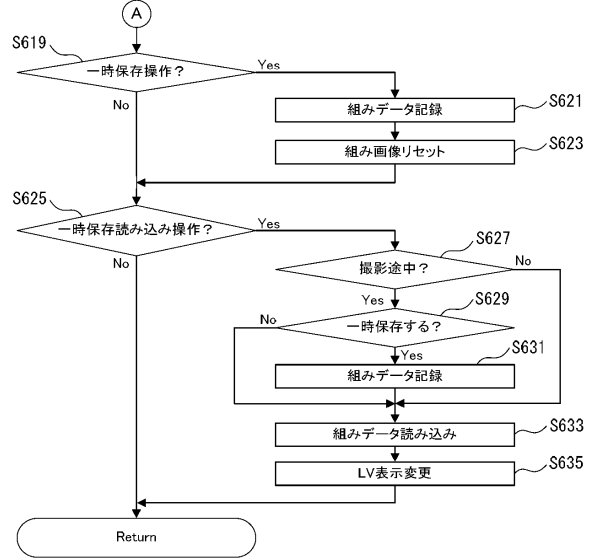 A
S619
一時保存操作？
Yes
No
組みデータ記録
S621
組み画像リセット
S623
S625
一時保存読み込み操作？
Yes
No
S627
撮影途中？
No
Yes
S629
一時保存する？
No
Yes
S631
組みデータ記録
組みデータ読み込み
S633
LV表示変更
S635
Return